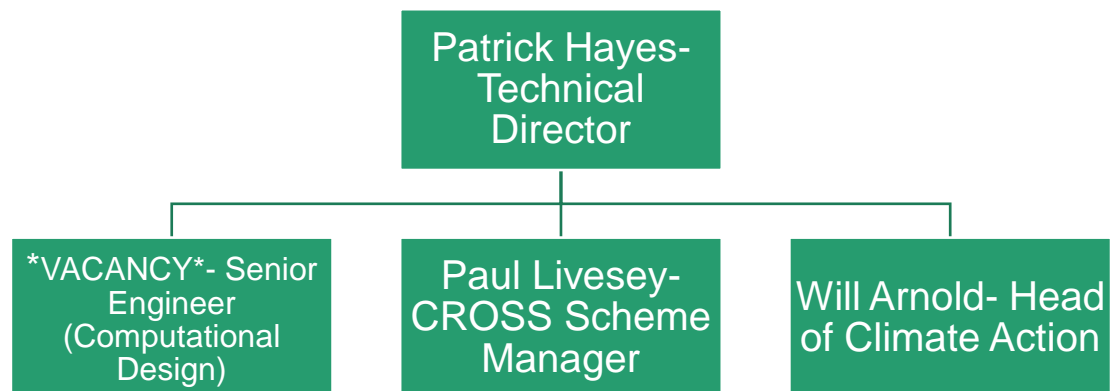 Patrick Hayes-
Technical
Director
*VACANCY*- Senior
Engineer
(Computational
Design)
Paul Livesey-
CROSS Scheme
Manager
Will Arnold- Head
of Climate Action